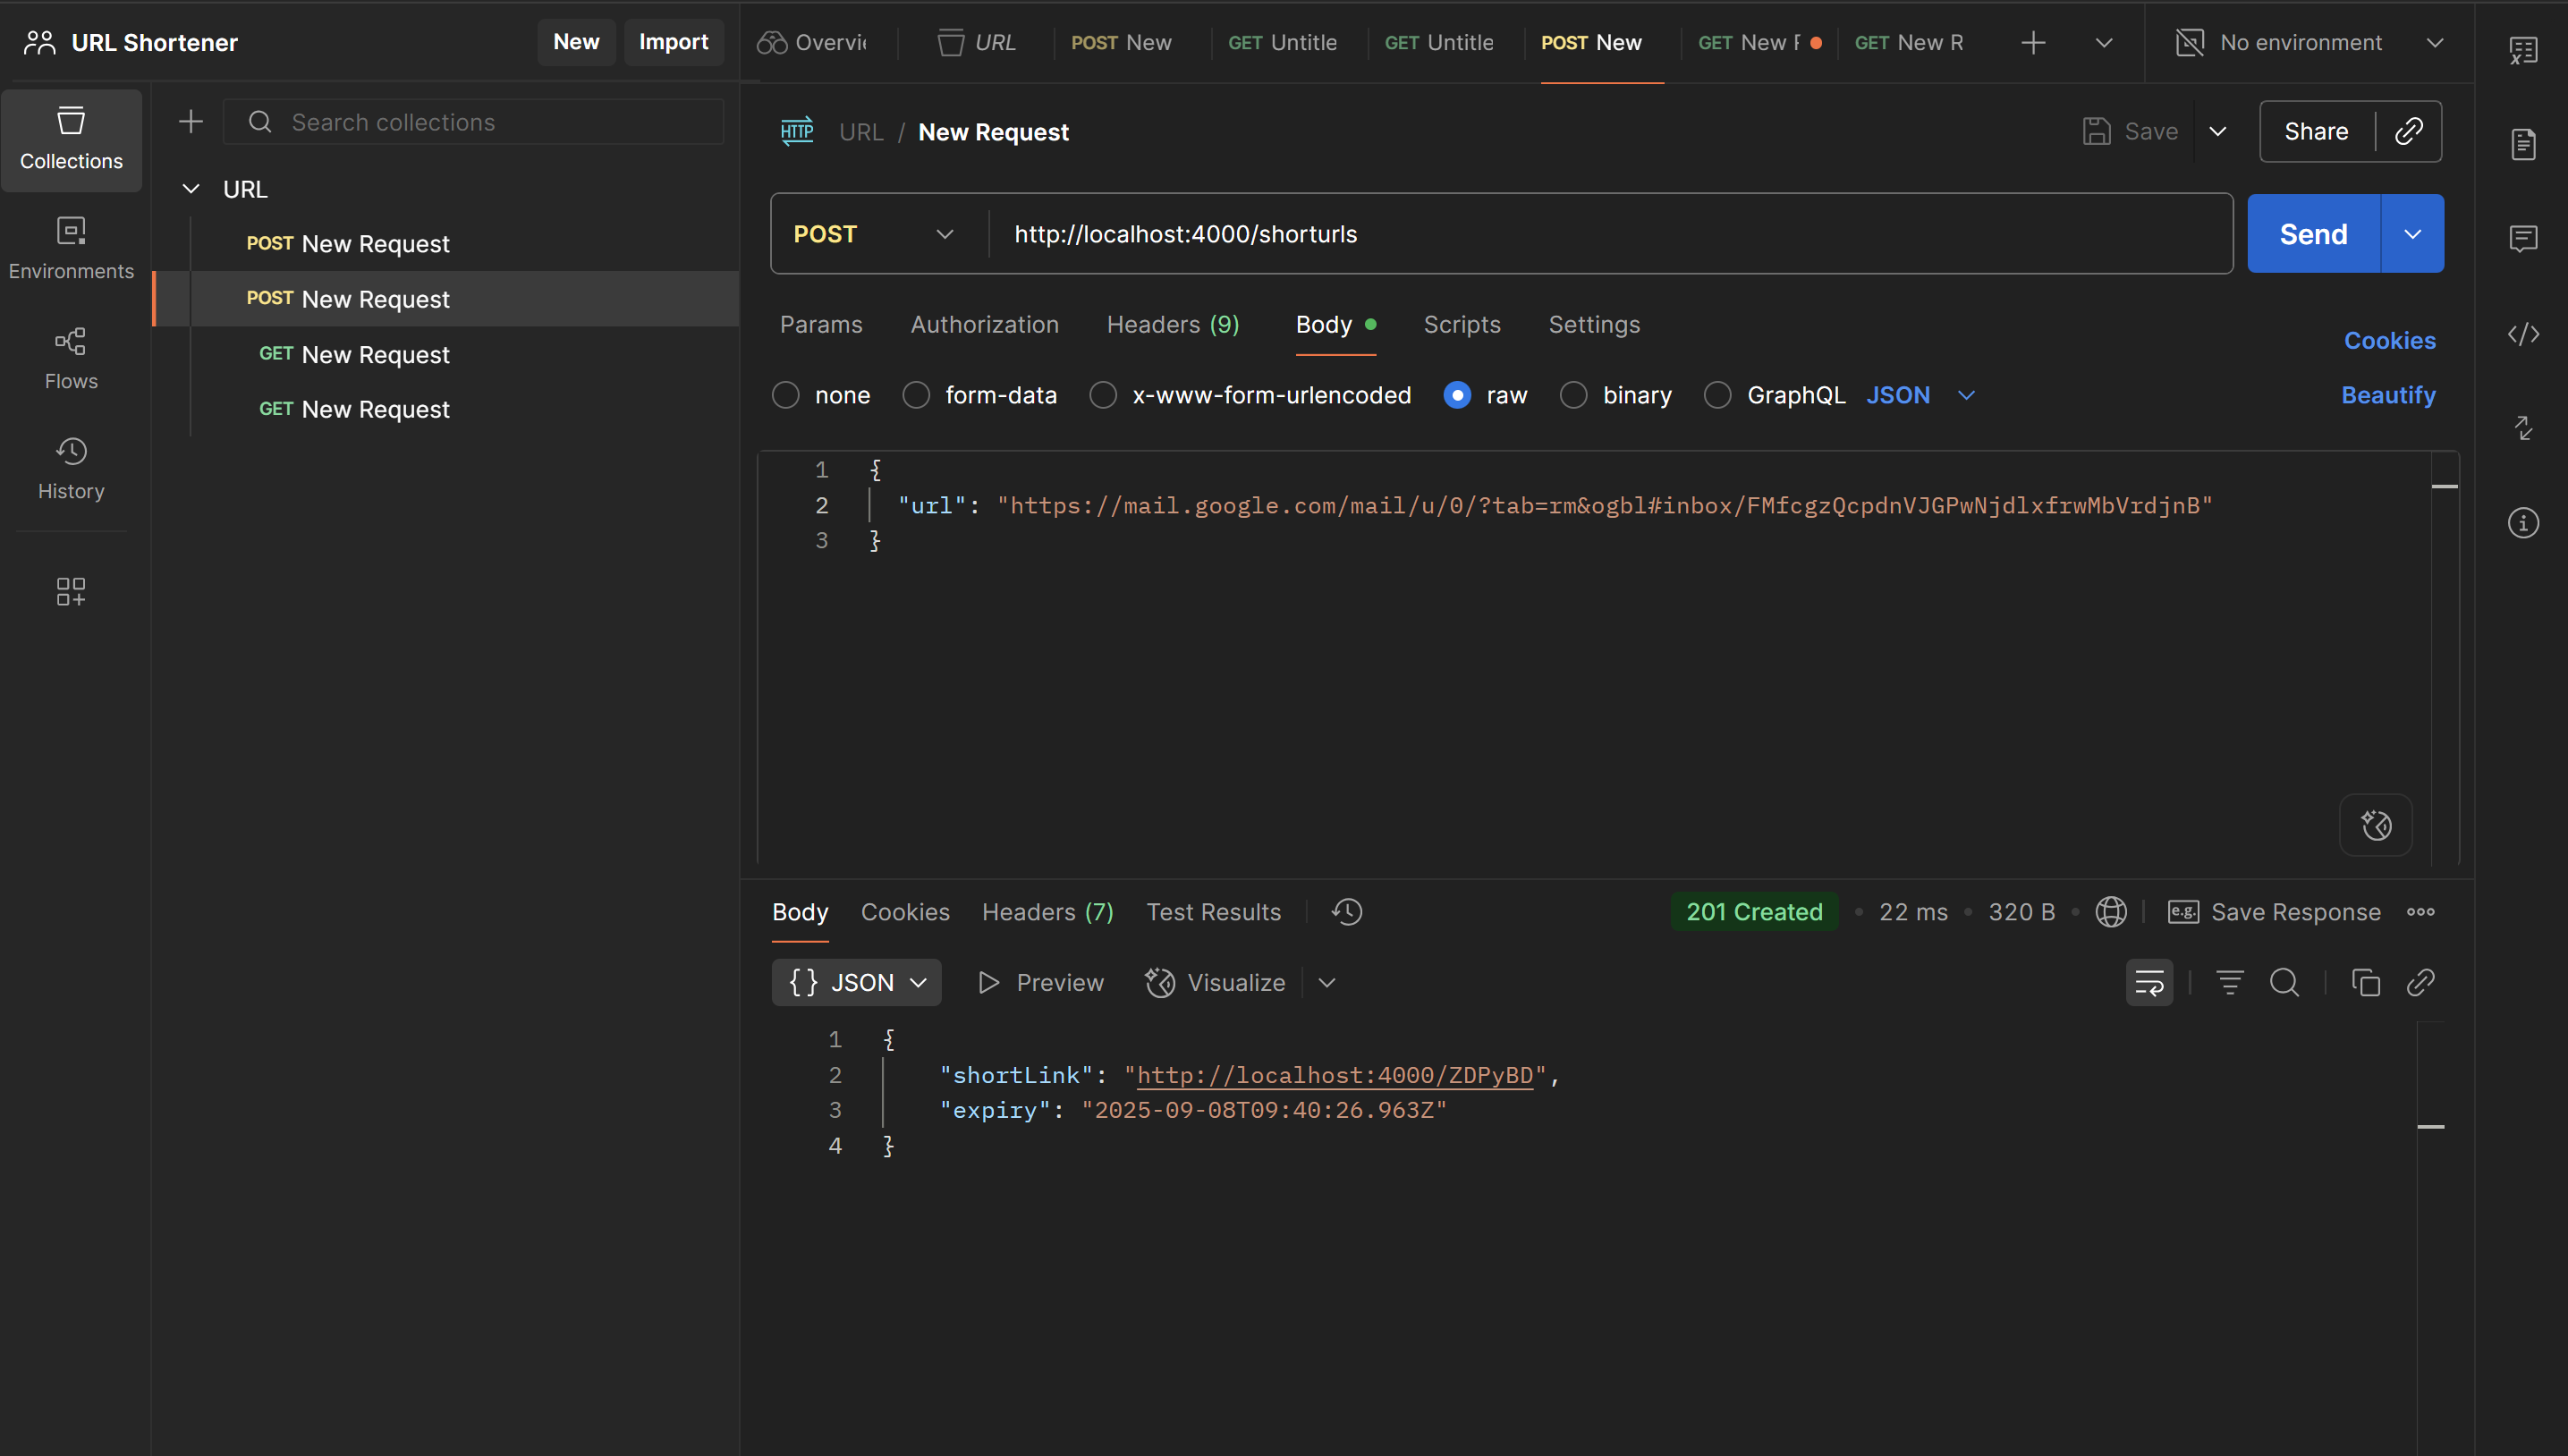 URL Shortener
New
Import
Overvie
URL
POST New
GET Untitle
GET Untitle
POST New
GET New F
GET New R
No environment
Collections
Environments
Flows
History
Search collections
URL
POST New Request
POST New Request
GET New Request
GET New Request
HTTP URL / New Request
Save
Share
POST http://localhost:4000/shorturls
Send
Params Authorization Headers (9) Body Scripts Settings
Cookies
none form-data x-www-form-urlencoded raw binary GraphQL JSON
Beautify
1 {
2 "url": "https://mail.google.com/mail/u/0/?tab=rm&ogbl#inbox/FMfcgzQcpdnVJGPwNjdlxfrwMbVrdjnB"
3 }
Body Cookies Headers (7) Test Results
201 Created • 22 ms • 320 B • e.g. Save Response
{} JSON Preview Visualize
1 {
2 "shortLink": "http://localhost:4000/ZDPyBD",
3 "expiry": "2025-09-08T09:40:26.963Z"
4 }